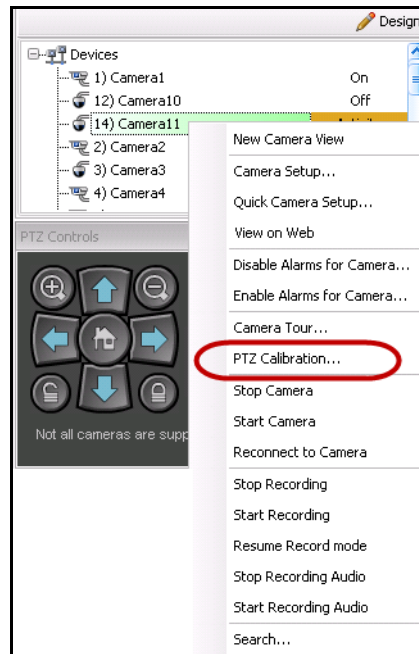 Design
Devices
1) Camera1 On
12) Camera10 Off
14) Camera11
2) Camera2
3) Camera3
4) Camera4
PTZ Controls
Not all cameras are supp
New Camera View
Camera Setup...
Quick Camera Setup...
View on Web
Disable Alarms for Camera...
Enable Alarms for Camera...
Camera Tour...
PTZ Calibration...
Stop Camera
Start Camera
Reconnect to Camera
Stop Recording
Start Recording
Resume Record mode
Stop Recording Audio
Start Recording Audio
Search...